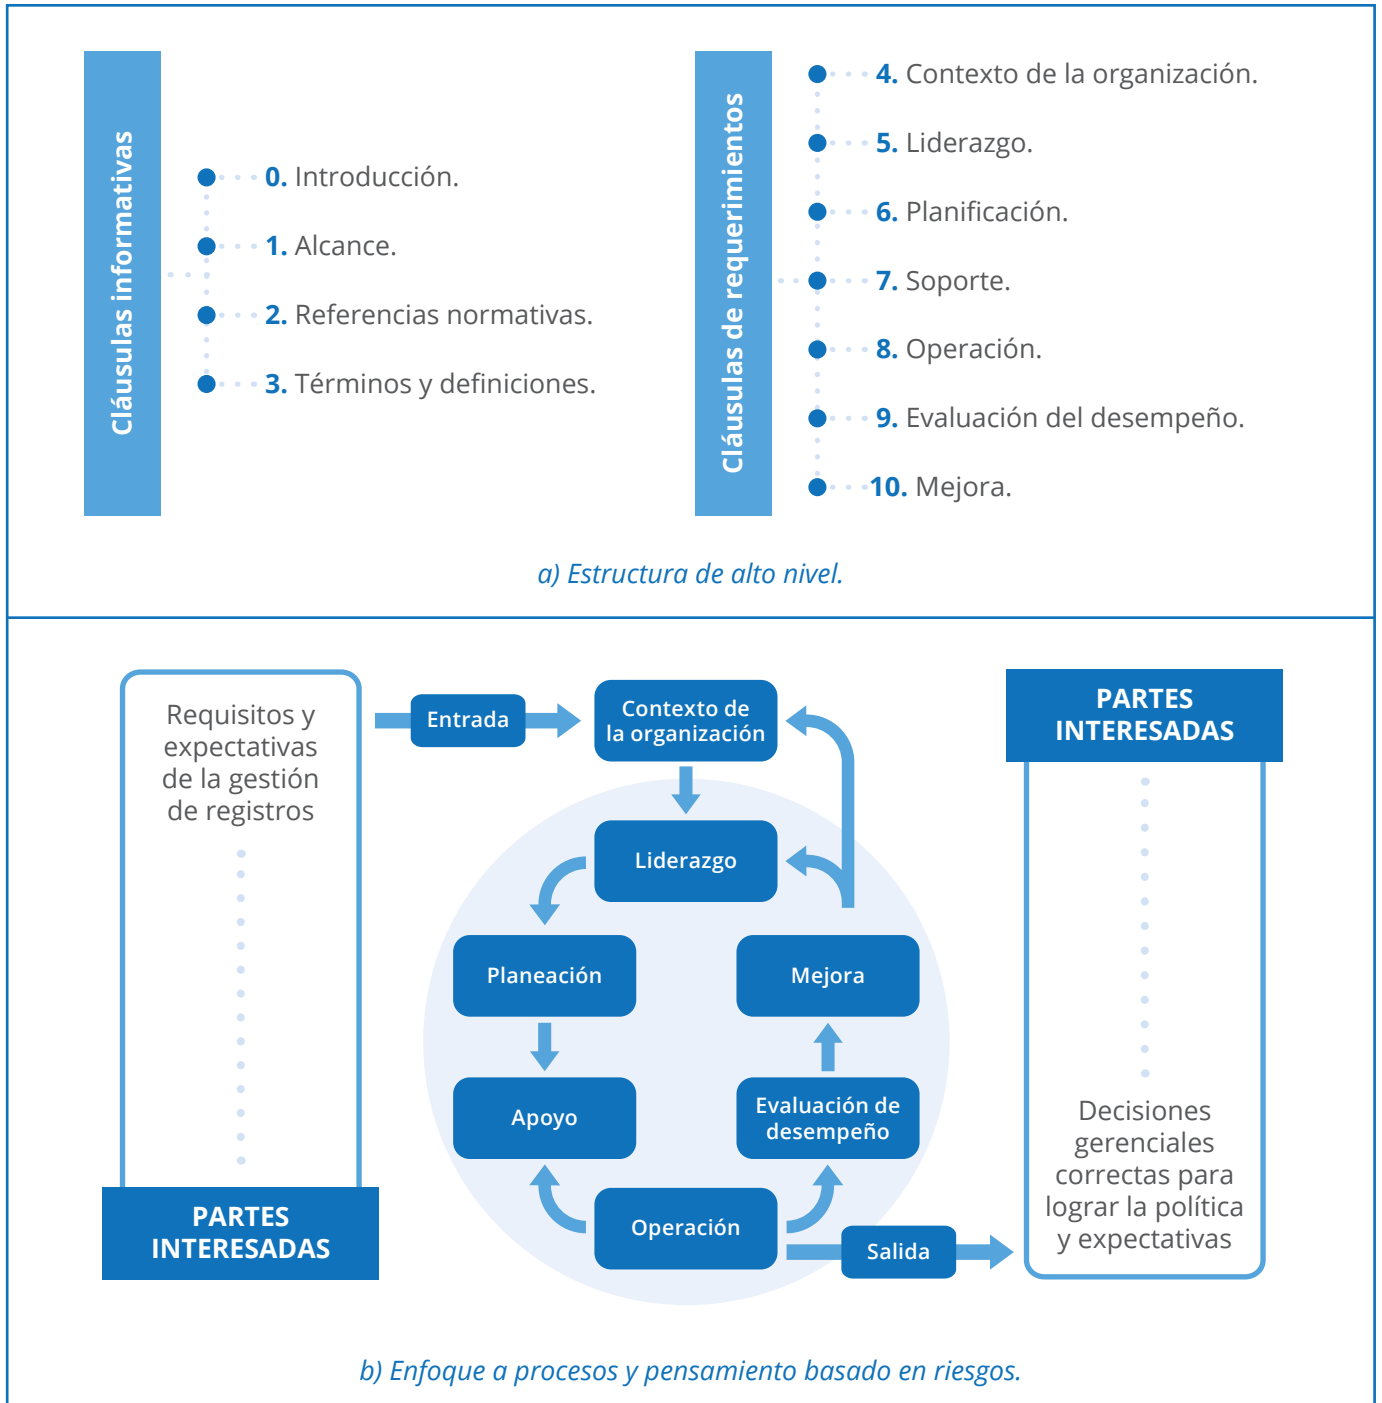 Cláusulas informativas
0. Introducción.
1. Alcance.
2. Referencias normativas.
3. Términos y definiciones.
Cláusulas de requerimientos
4. Contexto de la organización.
5. Liderazgo.
6. Planificación.
7. Soporte.
8. Operación.
9. Evaluación del desempeño.
10. Mejora.
a) Estructura de alto nivel.
Requisitos y
expectativas
de la gestión
de registros
PARTES
INTERESADAS
Entrada
Contexto de
la organización
Liderazgo
Planeación
Mejora
Apoyo
Evaluación de
desempeño
Operación
Salida
PARTES
INTERESADAS
Decisiones
gerenciales
correctas para
lograr la política
y expectativas
b) Enfoque a procesos y pensamiento basado en riesgos.